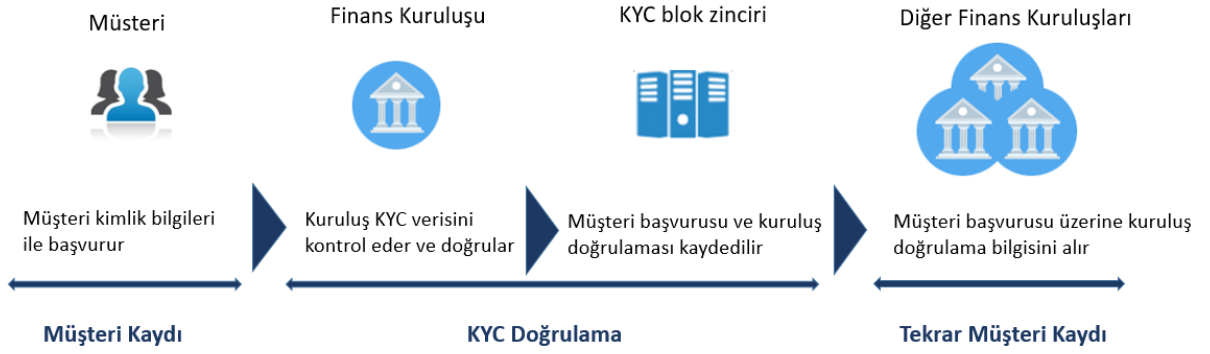 Müsteri
Finans Kuruluşu
KYC blok zinciri
Diğer Finans Kuruluşları
Müşteri kimlik bilgileri
ile başvurur
Kuruluş KYC verisini
kontrol eder ve doğrular
Müşteri başvurusu ve kuruluş
doğrulaması kaydedilir
Müşteri başvurusu üzerine kuruluş
doğrulama bilgisini alır
Müşteri Kaydı
KYC Doğrulama
Tekrar Müşteri Kaydı